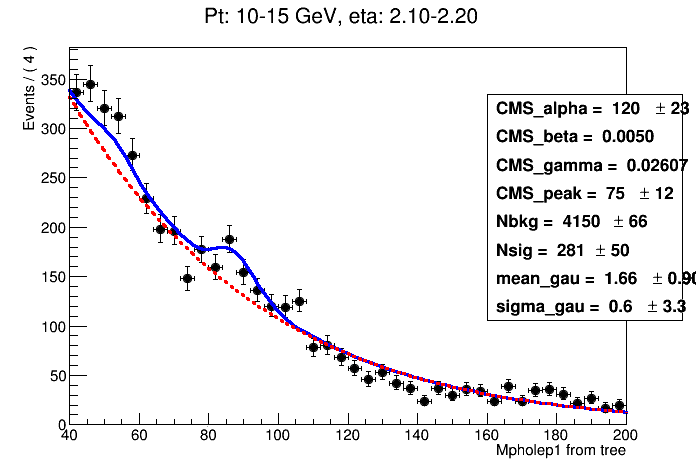 Pt: 10-15 GeV, eta: 2.10-2.20
Events / ( 4 )
350
300
250
200
150
100
50
0
40 60 80 100 120 140 160 180 200
Mpholep1 from tree
CMS_alpha = 120 ± 23
CMS_beta = 0.0050
CMS_gamma = 0.02607
CMS_peak = 75 ± 12
Nbkg = 4150 ± 66
Nsig = 281 ± 50
mean_gau = 1.66 ± 0.90
sigma_gau = 0.6 ± 3.3